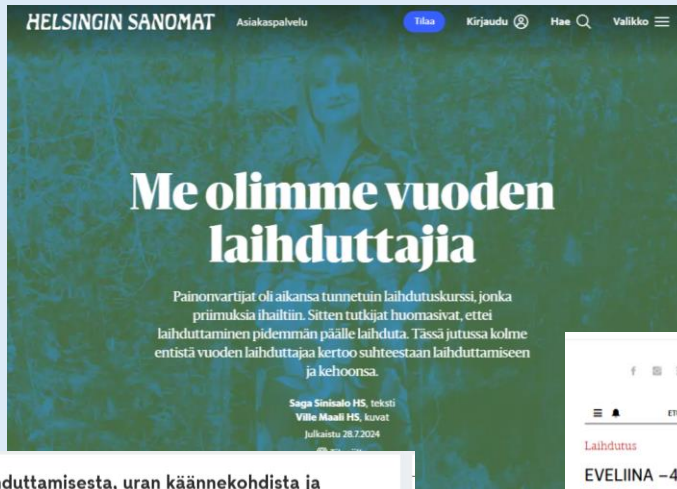 HELSINGIN SANOMAT Asiakaspalvelu Tilaa Kirjaudu Hae Valikko
Me olimme vuoden
laihduttajia
Painonvartijat oli aikansa tunnetuin laihdutuskurssi, jonka
priimuksia ihailtiin. Sitten tutkijat huomasivat, ettei
laihduttaminen pidemmän päälle laihduta. Tässä jutussa kolme
entistä vuoden laihduttajaa kertoo suhteestaan laihduttamiseen
ja kehoonsa.
Saga Sinisalo HS, teksti
Ville Maali HS, kuvat
Julkaistu 28.7.2024
duttamisesta, uran käännekohdista ja
Laihdutus
EVELIINA –4